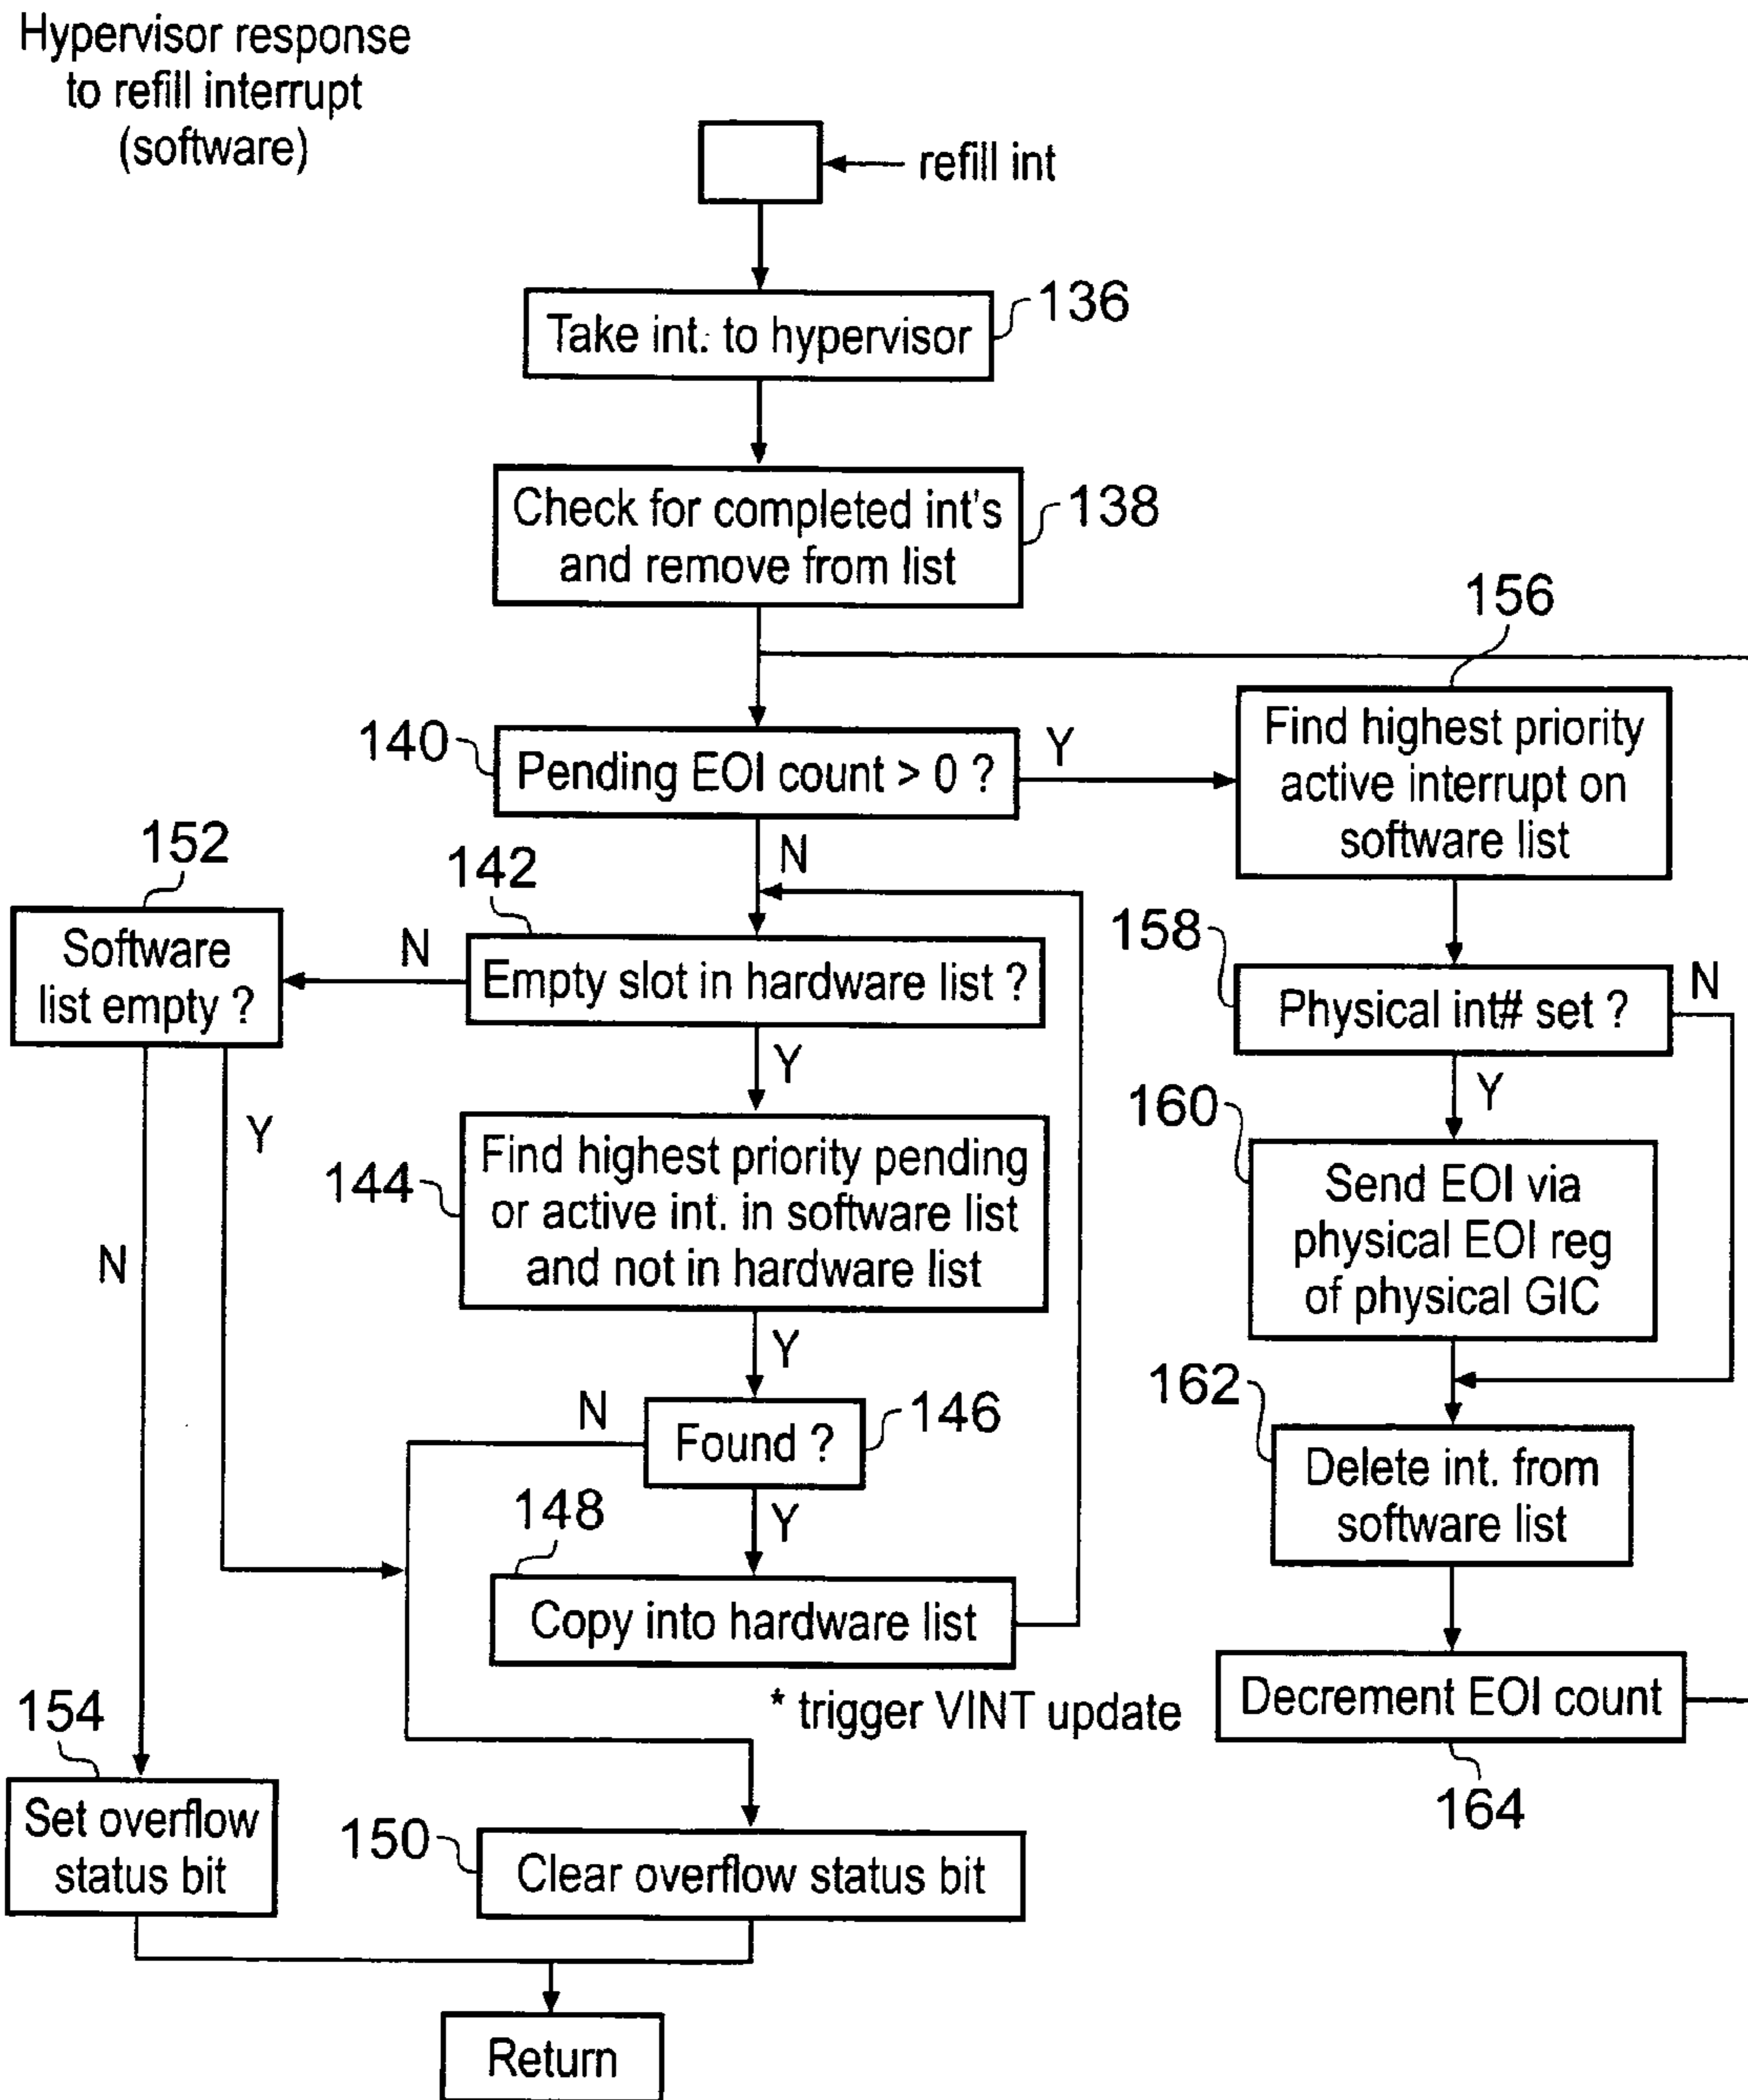 Hypervisor response
to refill interrupt
(software)
refill int
136
Take int. to hypervisor
138
Check for completed int's
and remove from list
156
140
Pending EOI count > 0 ?
Y
Find highest priority
active interrupt on
software list
N
152
142
Software
list empty ?
N
Empty slot in hardware list ?
158
Physical int# set ?
N
Y
Y
Y
N
144
Find highest priority pending
or active int. in software list
and not in hardware list
160
Send EOI via
physical EOI reg
of physical GIC
Y
N
Found ?
146
162
Delete int. from
software list
Y
148
Copy into hardware list
* trigger VINT update
Decrement EOI count
164
154
Set overflow
status bit
150
Clear overflow status bit
Return